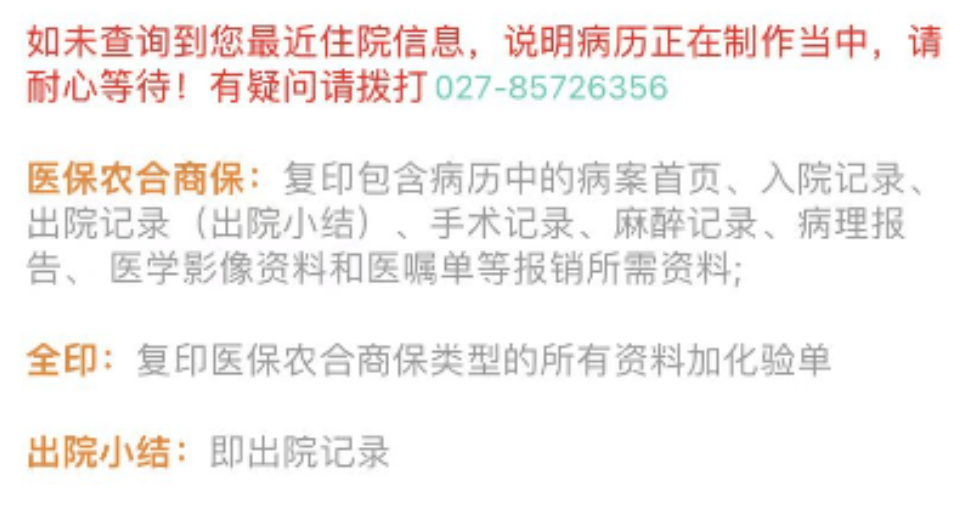 如未查询到您最近住院信息，说明病历正在制作当中，请
耐心等待！有疑问请拨打 027-85726356
医保农合商保：复印包含病历中的病案首页、入院记录、
出院记录（出院小结）、手术记录、麻醉记录、病理报
告、 医学影像资料和医嘱单等报销所需资料;
全印：复印医保农合商保类型的所有资料加化验单
出院小结：即出院记录